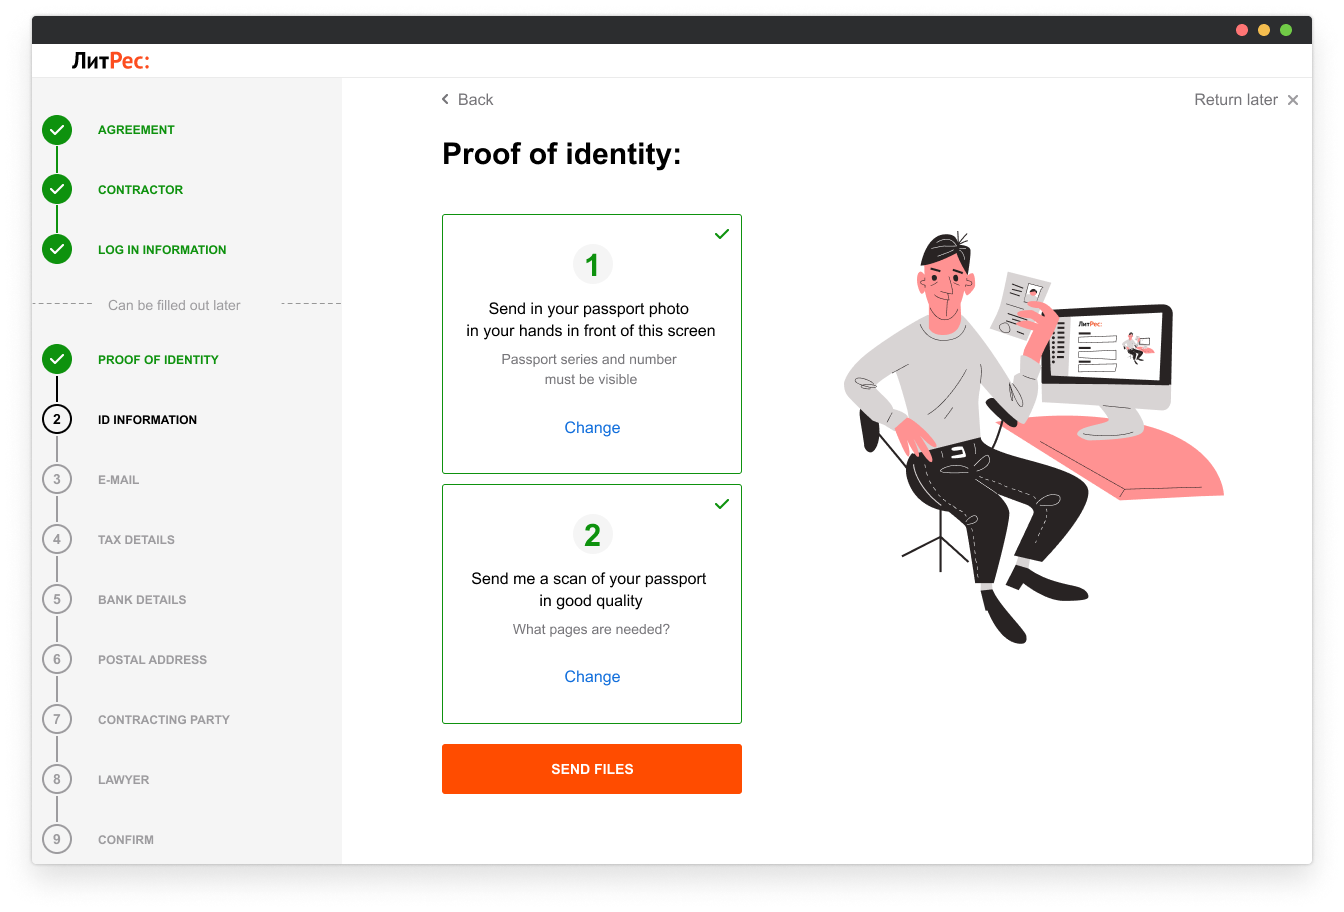 ЛитРес:
AGREEMENT
CONTRACTOR
LOG IN INFORMATION
Can be filled out later
PROOF OF IDENTITY
2 ID INFORMATION
3 E-MAIL
4 TAX DETAILS
5 BANK DETAILS
6 POSTAL ADDRESS
7 CONTRACTING PARTY
8 LAWYER
9 CONFIRM
Back
Return later
Proof of identity:
1
Send in your passport photo
in your hands in front of this screen
Passport series and number
must be visible
Change
2
Send me a scan of your passport
in good quality
What pages are needed?
Change
SEND FILES
ЛитРес: